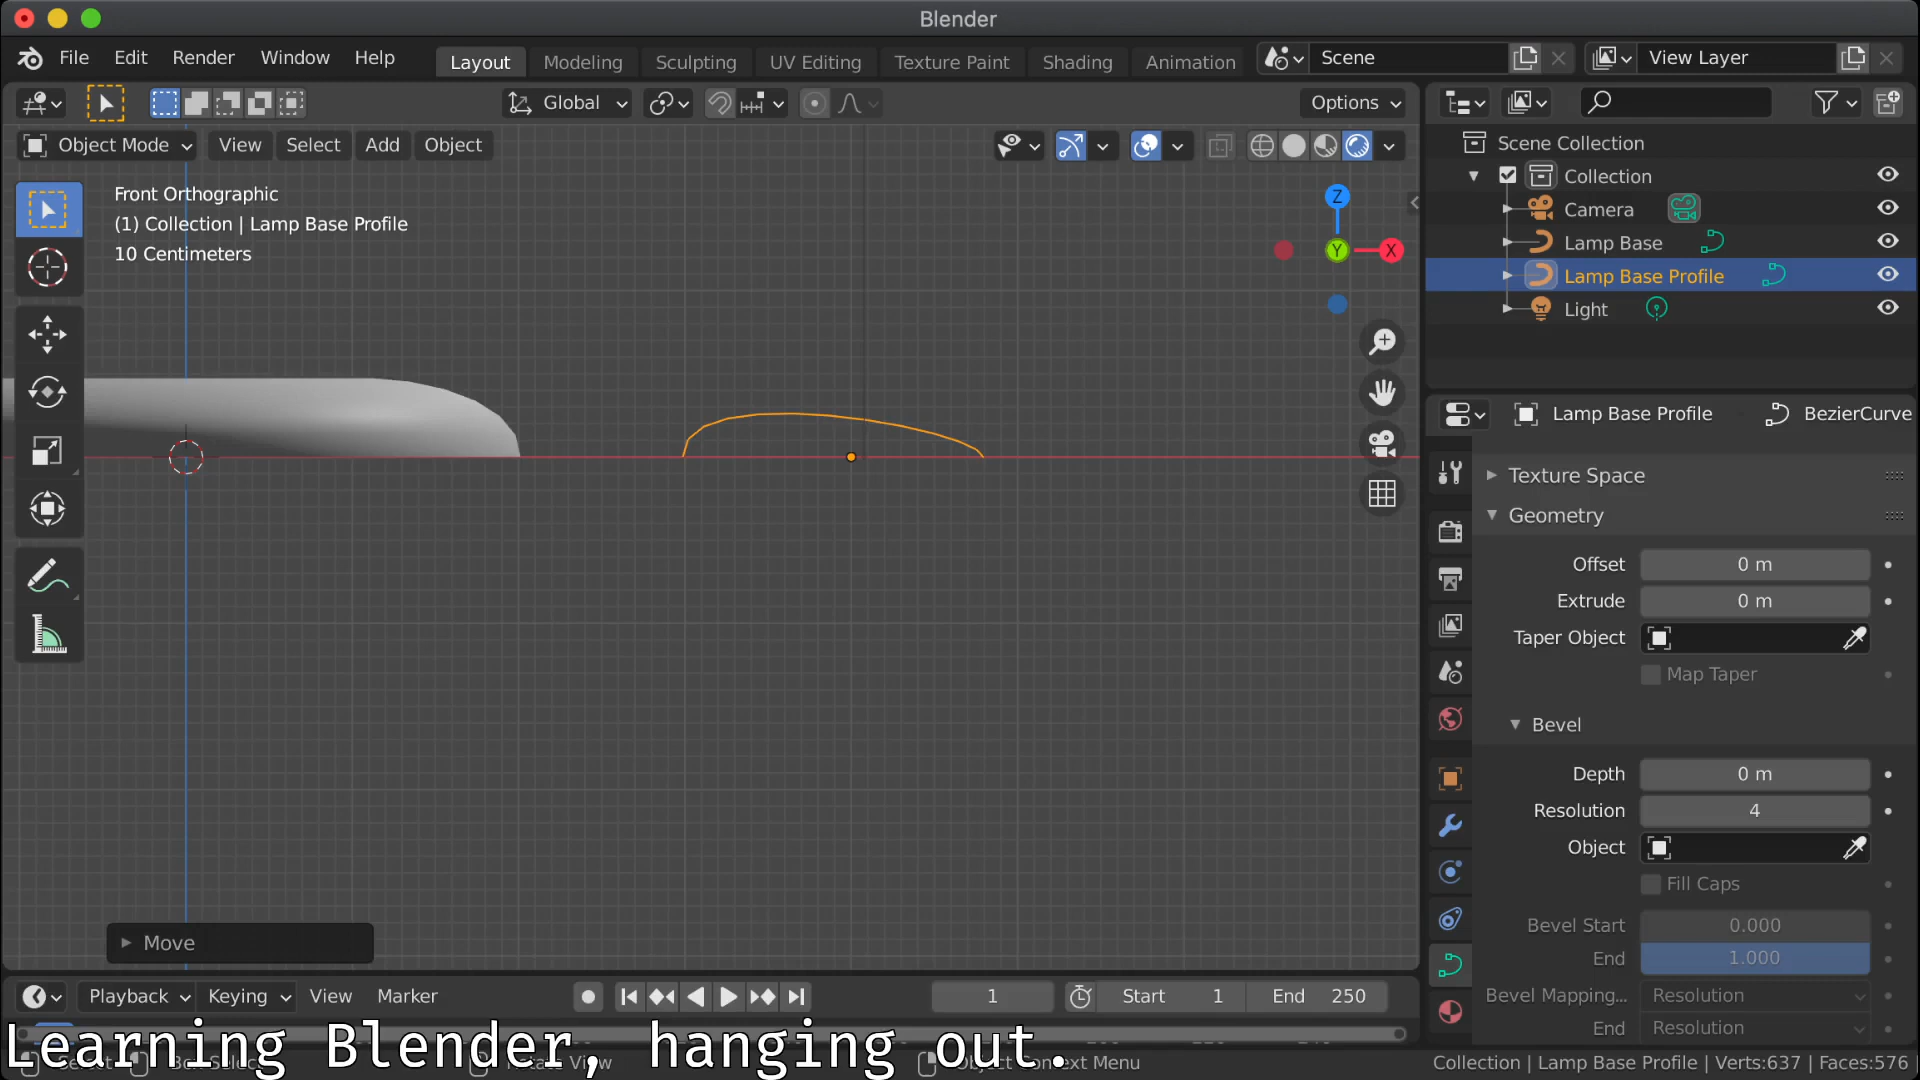 Blender
File Edit Render Window Help
Layout Modeling Sculpting UV Editing Texture Paint Shading Animation
Scene
View Layer
Global
Options
Object Mode View Select Add Object
Front Orthographic
(1) Collection | Lamp Base Profile
10 Centimeters
Z
Y
X
Scene Collection
Collection
Camera
Lamp Base
Lamp Base Profile
Light
Lamp Base Profile BezierCurve
Texture Space
Geometry
Offset 0 m
Extrude 0 m
Taper Object
Map Taper
Bevel
Depth 0 m
Resolution 4
Object
Fill Caps
Bevel Start 0.000
End 1.000
Bevel Mapping... Resolution
End Resolution
Move
Playback Keying View Marker
1
Start 1
End 250
Learning Blender, hanging out.
Context Menu
Collection | Lamp Base Profile | Verts:637 | Faces:576